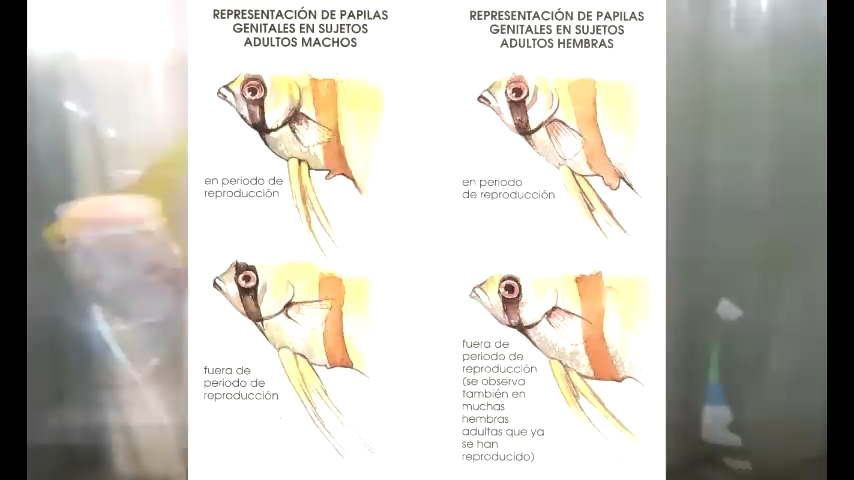 REPRESENTACIÓN DE PAPILAS
GENITALES EN SUJETOS
ADULTOS MACHOS
en periodo de
reproducción
fuera de
periodo de
reproducción
REPRESENTACIÓN DE PAPILAS
GENITALES EN SUJETOS
ADULTOS HEMBRAS
en periodo
de reproducción
fuera de
periodo de
reproducción
(se observa
también en
muchas
hembras
adultas que ya
se han
reproducido)